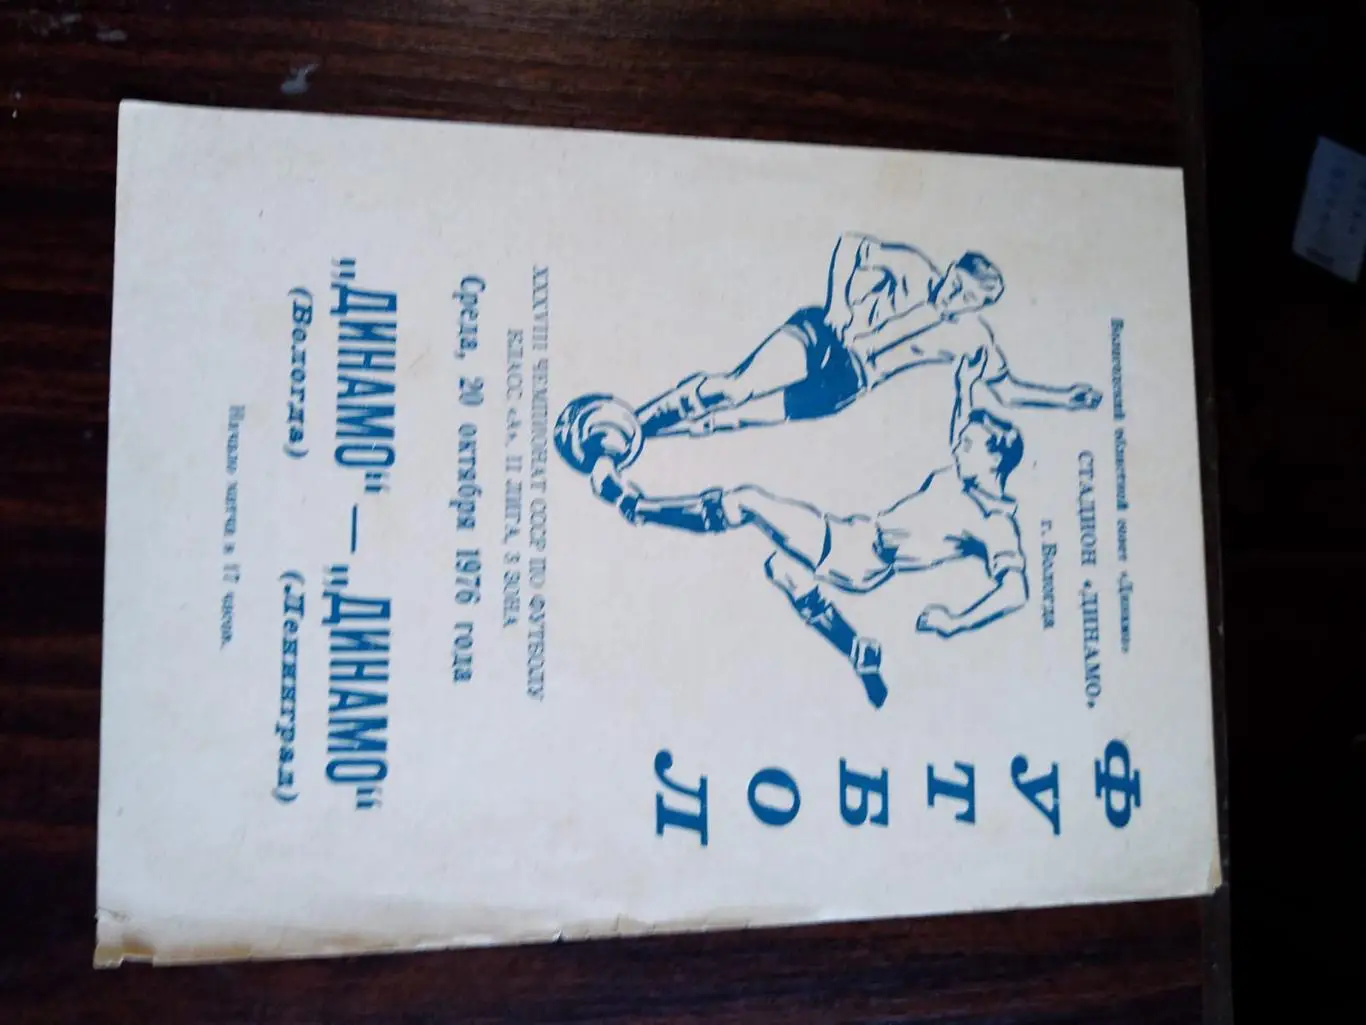 Вологодский областной совет «Динамо»
СТАДИОН «ДИНАМО».
г. Вологда
ФУТБОЛ
XXXVIII ЧЕМПИОНАТ СССР ПО ФУТБОЛУ
КЛАСС «А», II ЛИГА, 3 ЗОНА
Среда, 20 октября 1976 года
„ДИНАМО“ — „ДИНАМО“
(Вологда) (Ленинград)
Начало матча в 17 часов.